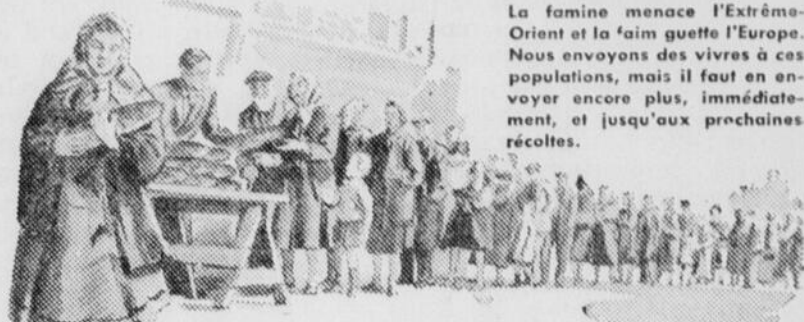 La famine menace l'Extrême-
Orient et la faim guette l'Europe.
Nous envoyons des vivres à ces
populations, mais il faut en en-
voyer encore plus, immédiate-
ment, et jusqu'aux prochaines
récoltes.